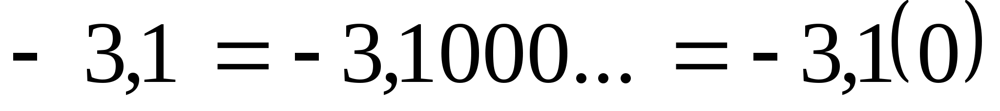 - 3,1 = - 3,1000... = - 3,1(0)